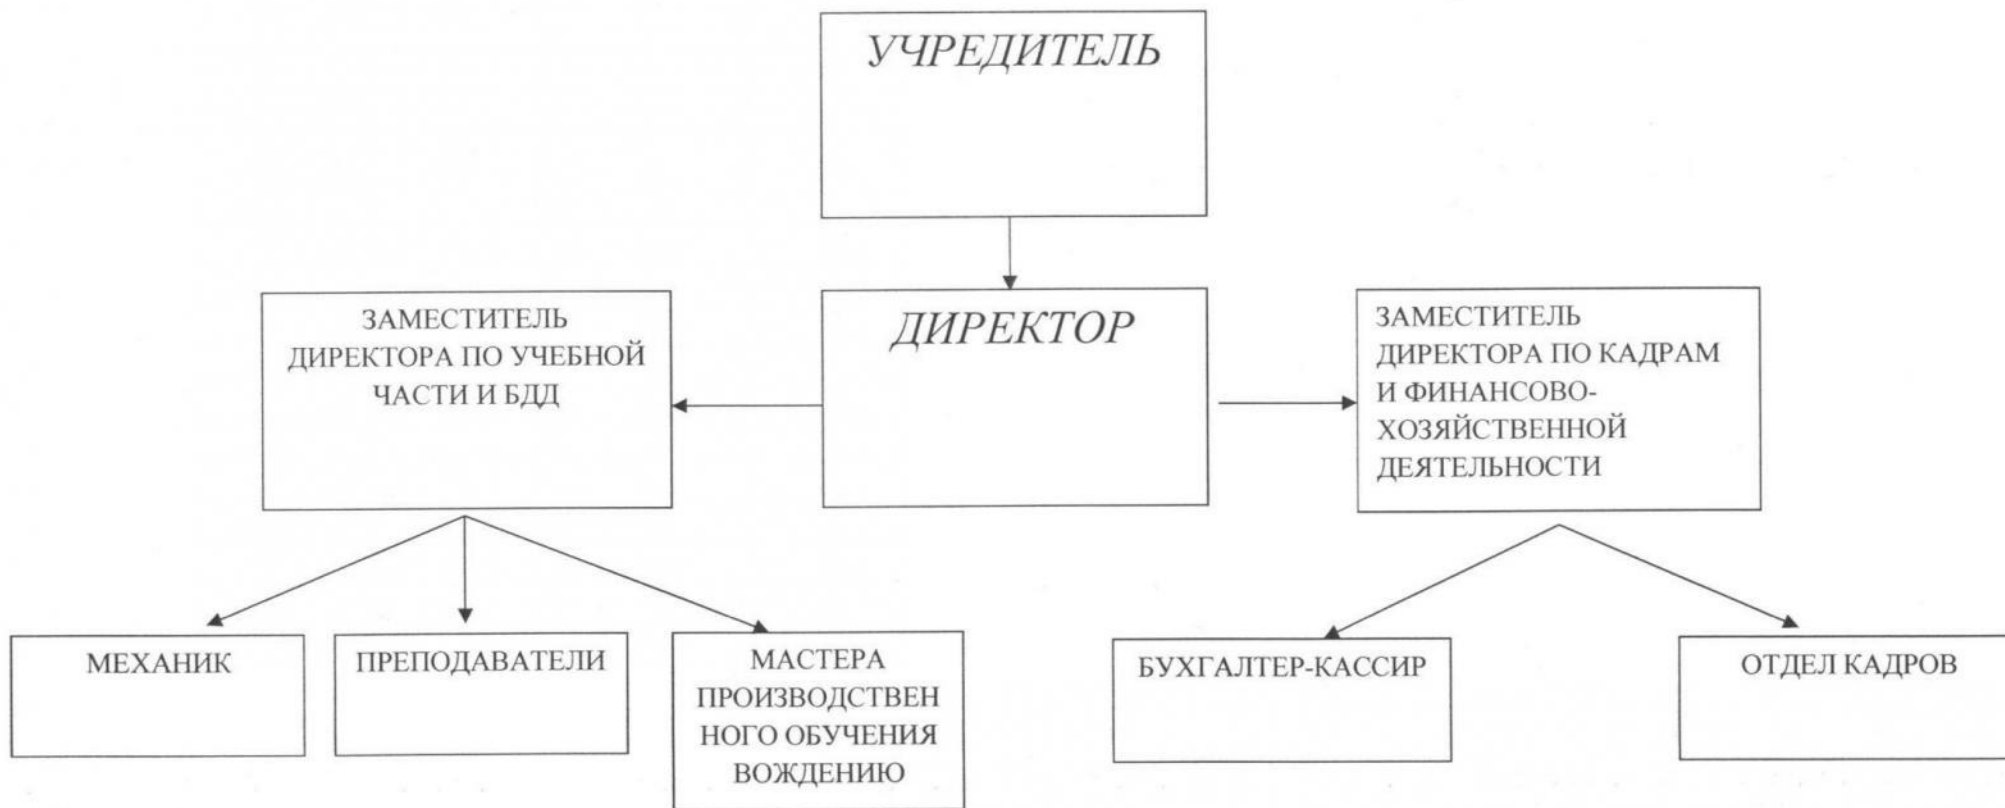 УЧРЕДИТЕЛЬ
ДИРЕКТОР
ЗАМЕСТИТЕЛЬ
ДИРЕКТОРА ПО УЧЕБНОЙ
ЧАСТИ И БДД
ЗАМЕСТИТЕЛЬ
ДИРЕКТОРА ПО КАДРАМ
И ФИНАНСОВО-
ХОЗЯЙСТВЕННОЙ
ДЕЯТЕЛЬНОСТИ
МЕХАНИК
ПРЕПОДАВАТЕЛИ
МАСТЕРА
ПРОИЗВОДСТВЕН
НОГО ОБУЧЕНИЯ
ВОЖДЕНИЮ
БУХГАЛТЕР-КАССИР
ОТДЕЛ КАДРОВ